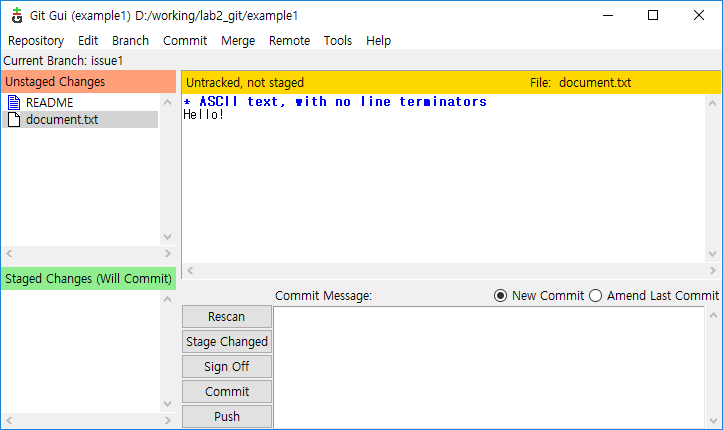 Git Gui (example1) D:/working/lab2_git/example1
Repository Edit Branch Commit Merge Remote Tools Help
Current Branch: issue1
Unstaged Changes
README
document.txt
Untracked, not staged File: document.txt
* ASCII text, with no line terminators
Hello!
Staged Changes (Will Commit)
Commit Message: New Commit Amend Last Commit
Rescan
Stage Changed
Sign Off
Commit
Push